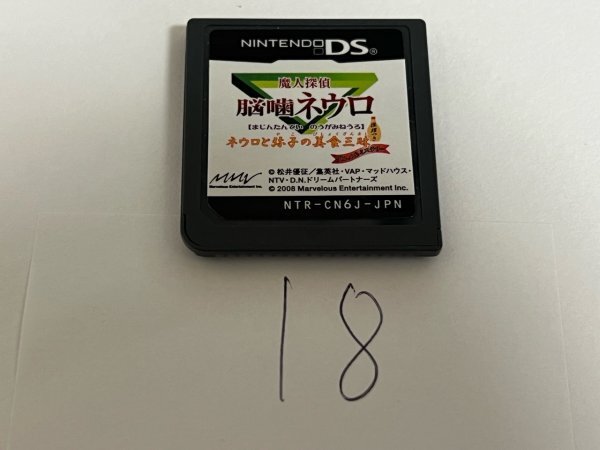 NINTENDO DS®
魔人探偵
脳噛ネウロ
【まじんたんてい のうがみねうろ】
ネウロと弥子の美食三昧
© 松井優征/集英社・VAP・マッドハウス・
NTV・D.N.ドリームパートナーズ
© 2008 Marvelous Entertainment Inc.
Marvelous Entertainment Inc.
NTR-CN6J-JPN
18